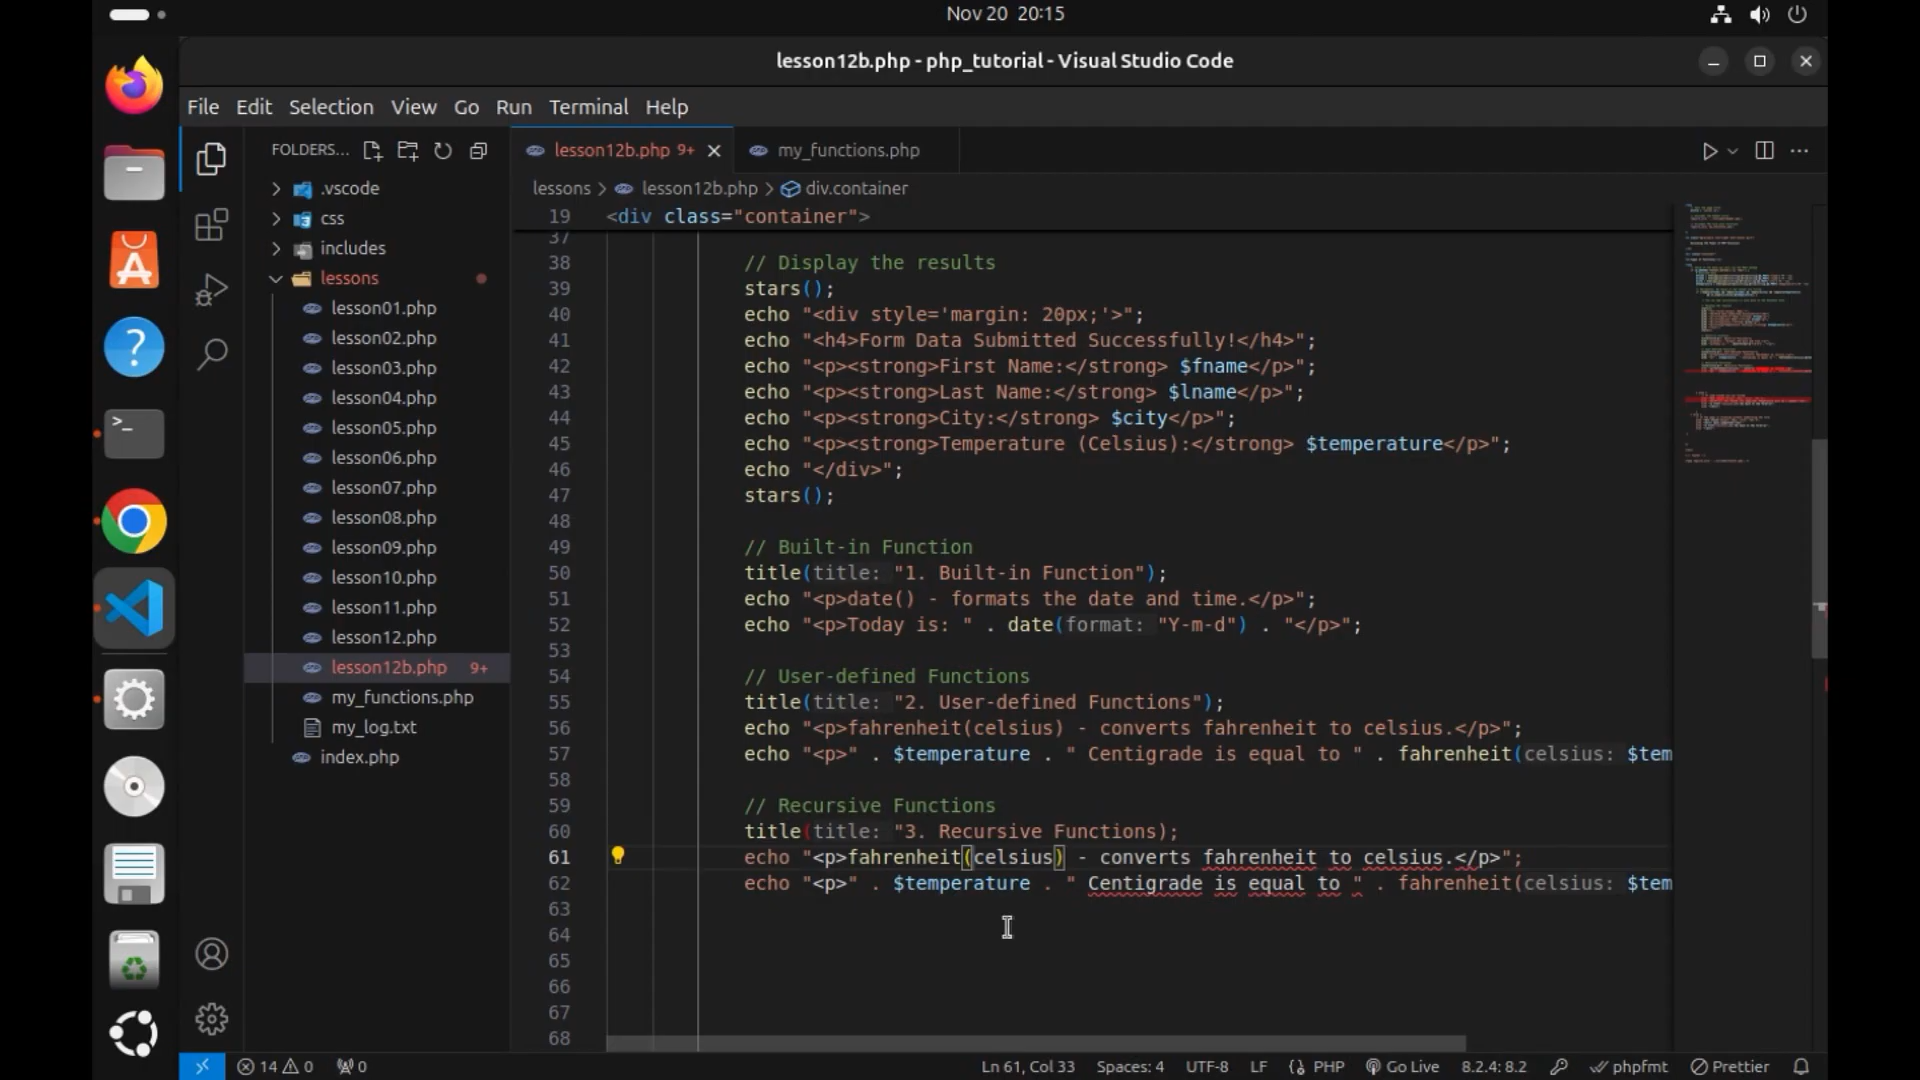 Nov 20 20:15
lesson12b.php - php_tutorial - Visual Studio Code
File Edit Selection View Go Run Terminal Help
FOLDERS...
lesson12b.php 9+
my_functions.php
lessons > lesson12b.php > div.container
.vscode
css
includes
lessons
lesson01.php
lesson02.php
lesson03.php
lesson04.php
lesson05.php
lesson06.php
lesson07.php
lesson08.php
lesson09.php
lesson10.php
lesson11.php
lesson12.php
lesson12b.php 9+
my_functions.php
my_log.txt
index.php
19 <div class="container">
37
38 // Display the results
39 stars();
40 echo "<div style='margin: 20px;'>";
41 echo "<h4>Form Data Submitted Successfully!</h4>";
42 echo "<p><strong>First Name:</strong> $fname</p>";
43 echo "<p><strong>Last Name:</strong> $lname</p>";
44 echo "<p><strong>City:</strong> $city</p>";
45 echo "<p><strong>Temperature (Celsius):</strong> $temperature</p>";
46 echo "</div>";
47 stars();
48
49 // Built-in Function
50 title(title: "1. Built-in Function");
51 echo "<p>date() - formats the date and time.</p>";
52 echo "<p>Today is: " . date(format: "Y-m-d") . "</p>";
53
54 // User-defined Functions
55 title(title: "2. User-defined Functions");
56 echo "<p>fahrenheit(celsius) - converts fahrenheit to celsius.</p>";
57 echo "<p>" . $temperature . " Centigrade is equal to " . fahrenheit(celsius: $tem
58
59 // Recursive Functions
60 title(title: "3. Recursive Functions);
61 echo "<p>fahrenheit(celsius) - converts fahrenheit to celsius.</p>";
62 echo "<p>" . $temperature . " Centigrade is equal to " . fahrenheit(celsius: $tem
63
64
65
66
67
68
14 0 0
Ln 61, Col 33 Spaces: 4 UTF-8 LF {} PHP Go Live 8.2.4: 8.2 phpfmt Prettier